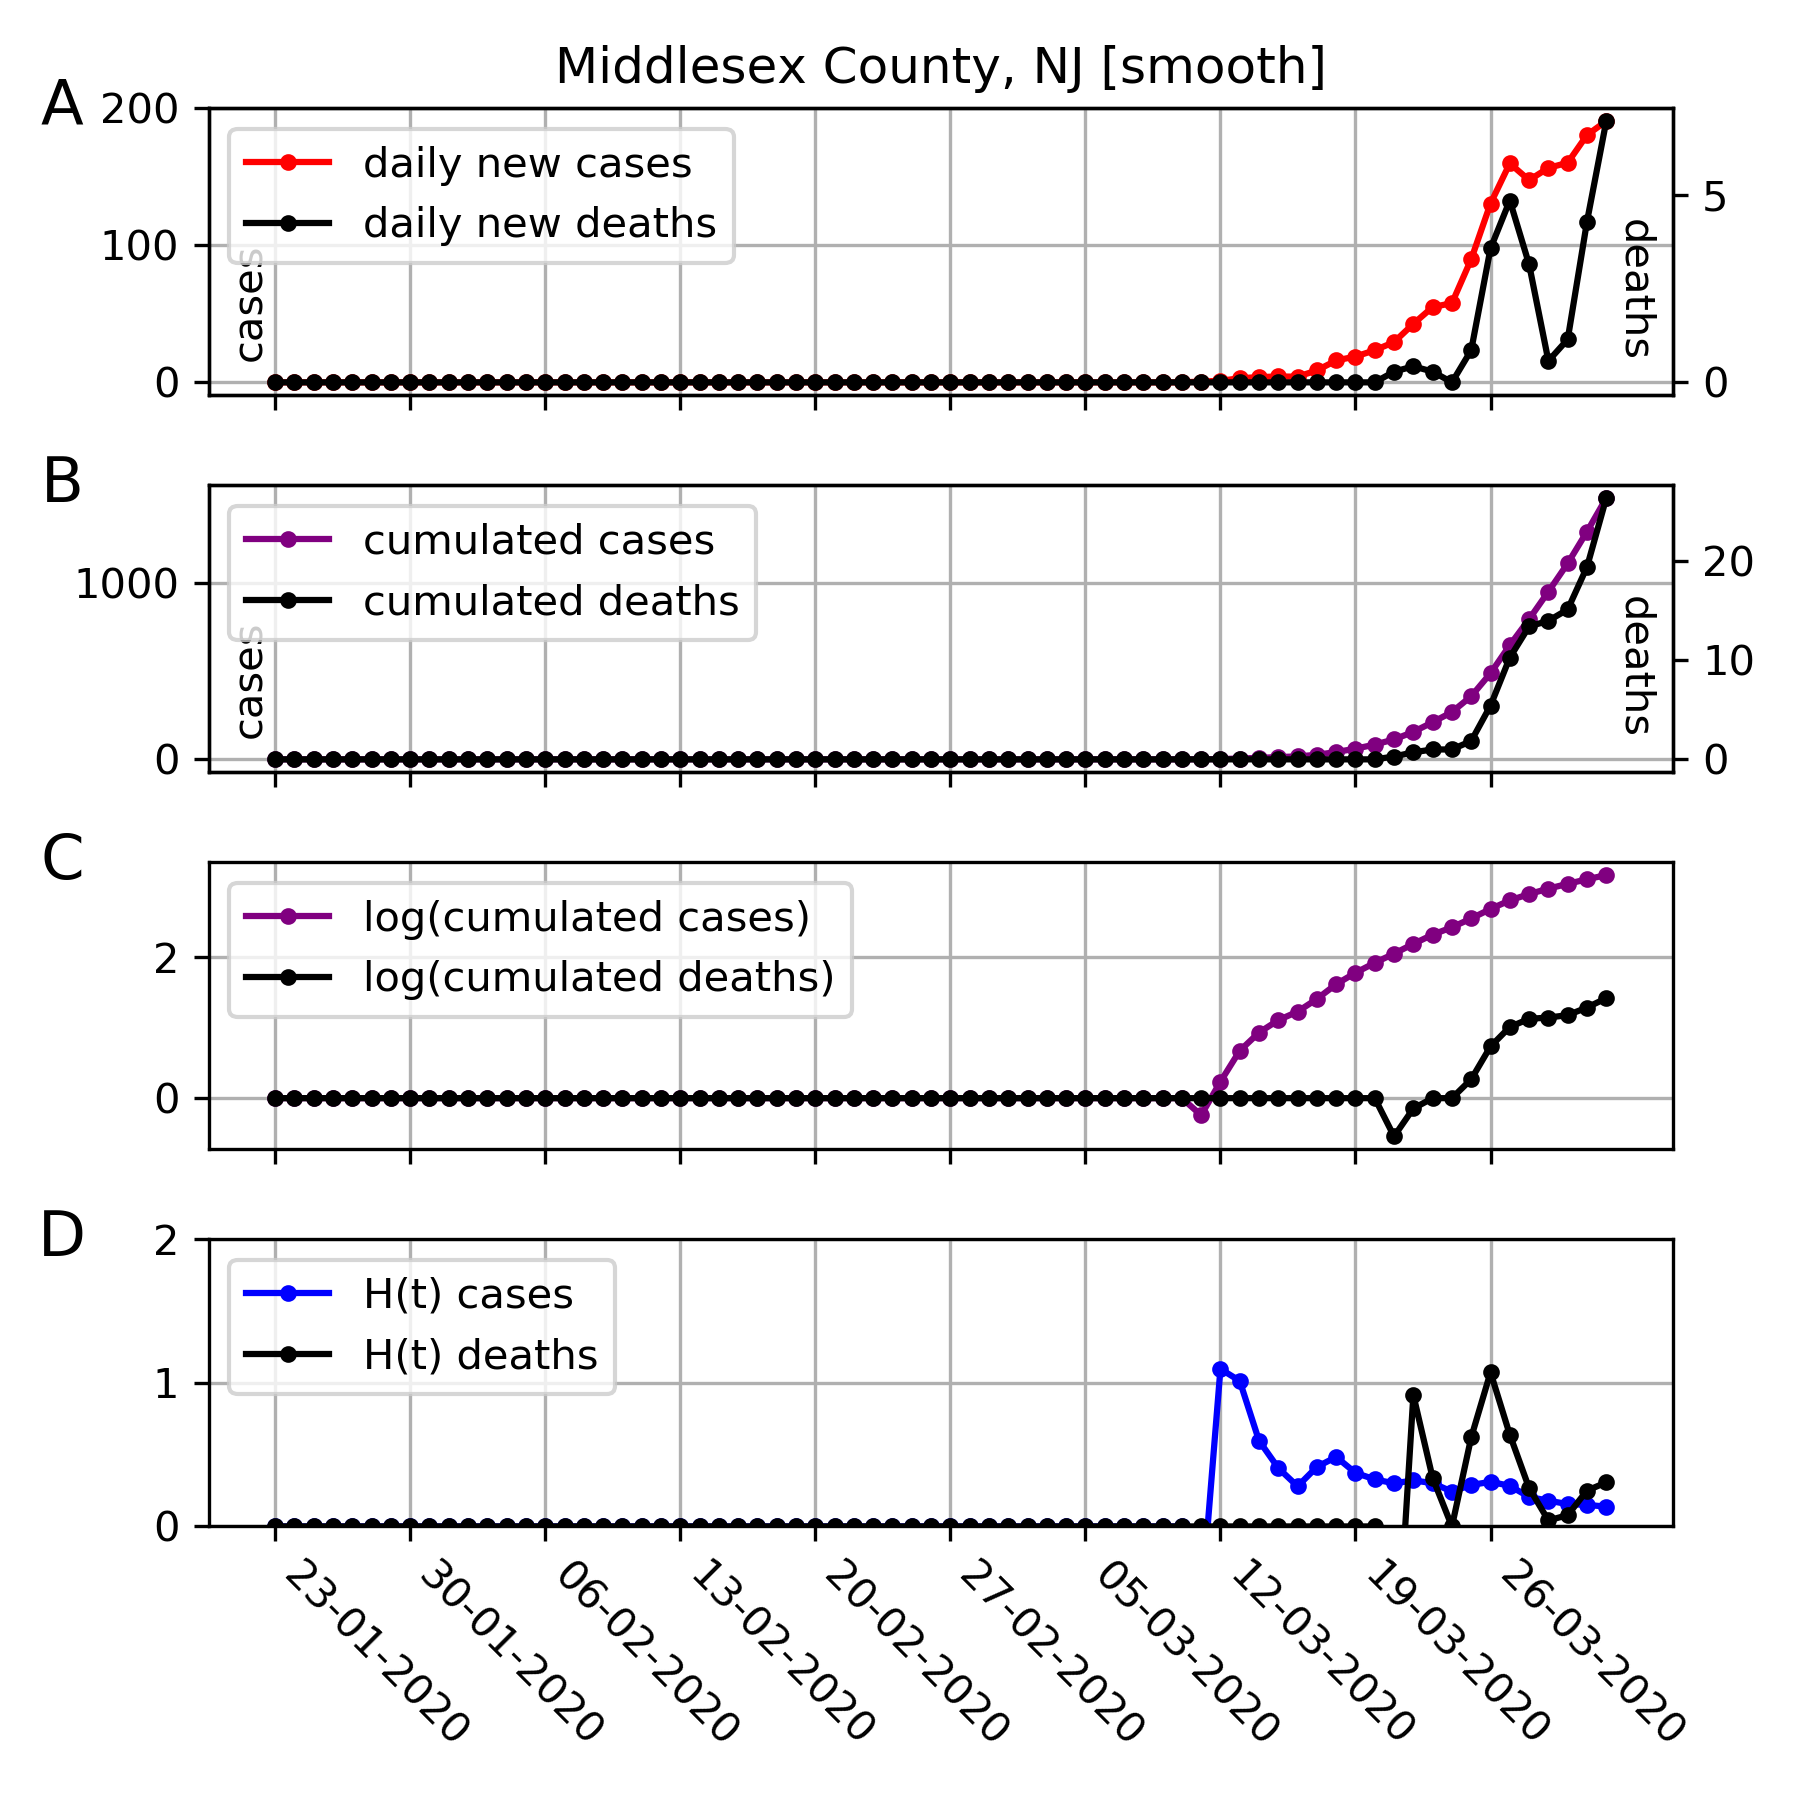 Middlesex County, NJ [smooth]
A
200
100
0
cases
daily new cases
daily new deaths
5
0
deaths
B
1000
0
cases
cumulated cases
cumulated deaths
20
10
0
deaths
C
2
0
log(cumulated cases)
log(cumulated deaths)
D
2
1
0
H(t) cases
H(t) deaths
23-01-2020
30-01-2020
06-02-2020
13-02-2020
20-02-2020
27-02-2020
05-03-2020
12-03-2020
19-03-2020
26-03-2020